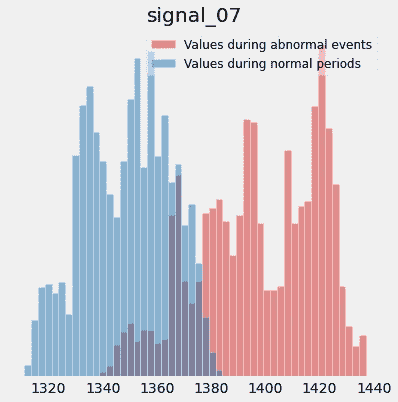 signal_07
Values during abnormal events
Values during normal periods
1320 1340 1360 1380 1400 1420 1440